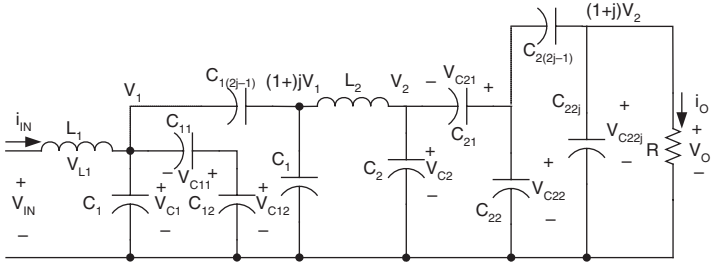 (1+j)V2
C2(2j−1)
V1
C1(2j−1)
(1+)jV1
L2
V2
−
VC21
+
iIN
L1
C11
C21
C22j
+
iO
VL1
−
VC11
+
VC22j
R
+
VO
−
+
VIN
−
C1
+
VC1
−
C12
+
VC12
−
C1
C2
+
VC2
−
C22
+
VC22
−
−